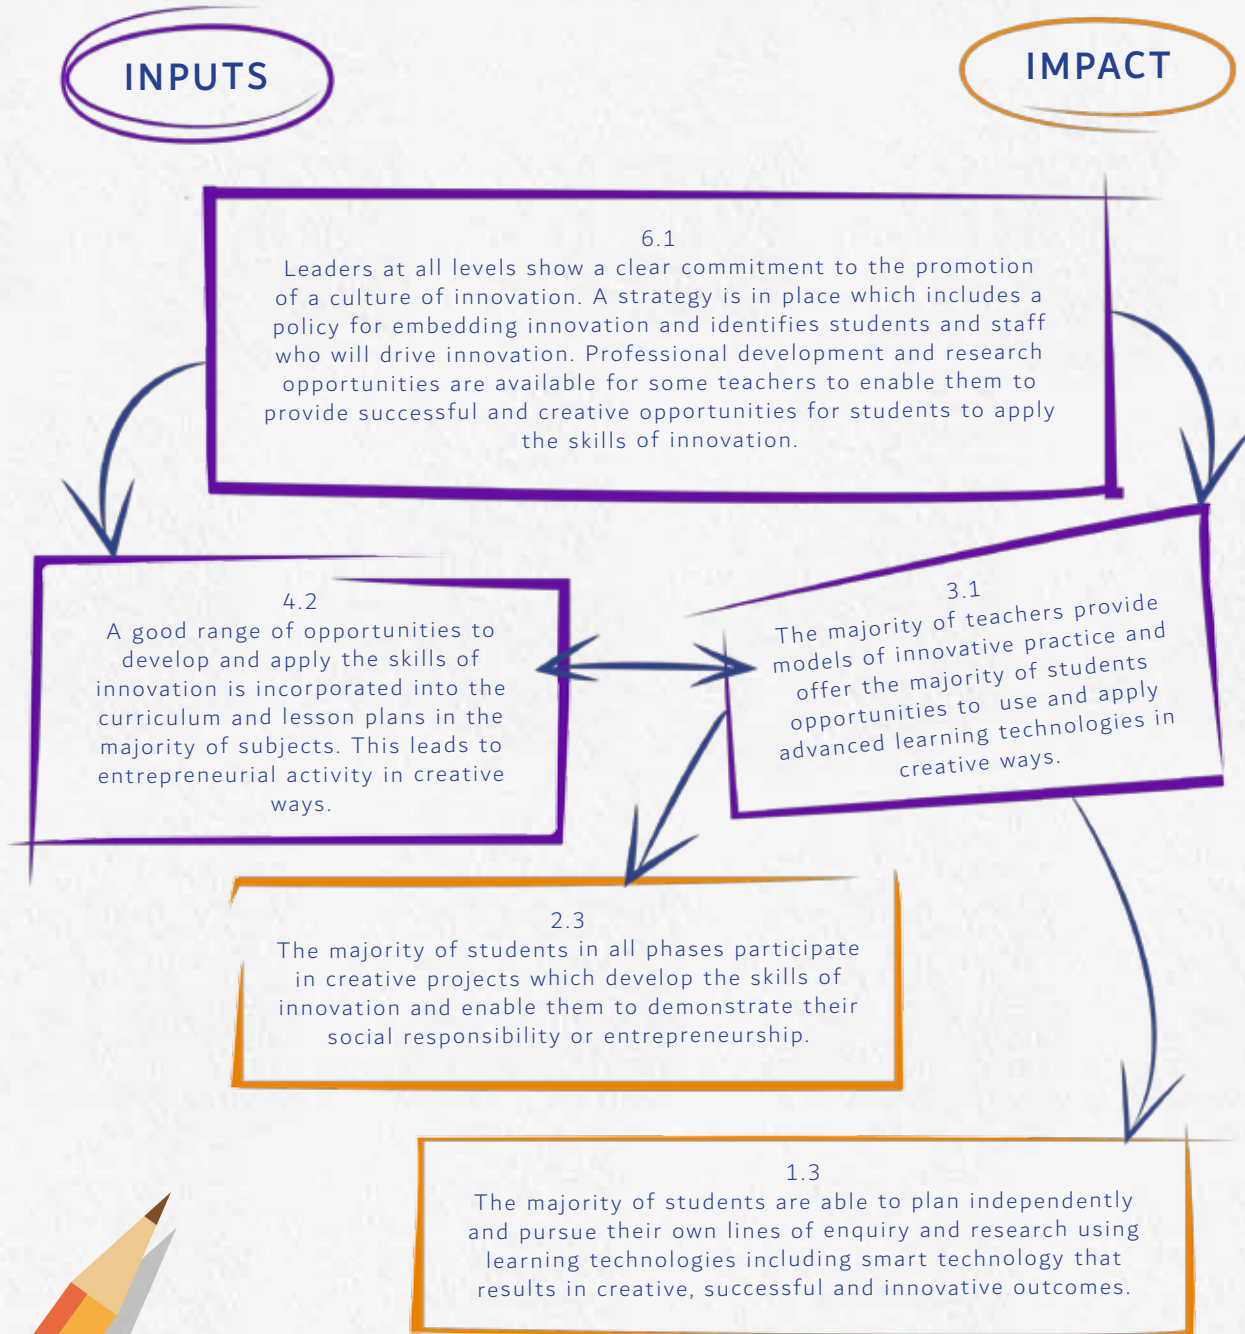 INPUTS
IMPACT
6.1
Leaders at all levels show a clear commitment to the promotion
of a culture of innovation. A strategy is in place which includes a
policy for embedding innovation and identifies students and staff
who will drive innovation. Professional development and research
opportunities are available for some teachers to enable them to
provide successful and creative opportunities for students to apply
the skills of innovation.
4.2
A good range of opportunities to
develop and apply the skills of
innovation is incorporated into the
curriculum and lesson plans in the
majority of subjects. This leads to
entrepreneurial activity in creative
ways.
3.1
The majority of teachers provide
models of innovative practice and
offer the majority of students
opportunities to use and apply
advanced learning technologies in
creative ways.
2.3
The majority of students in all phases participate
in creative projects which develop the skills of
innovation and enable them to demonstrate their
social responsibility or entrepreneurship.
1.3
The majority of students are able to plan independently
and pursue their own lines of enquiry and research using
learning technologies including smart technology that
results in creative, successful and innovative outcomes.